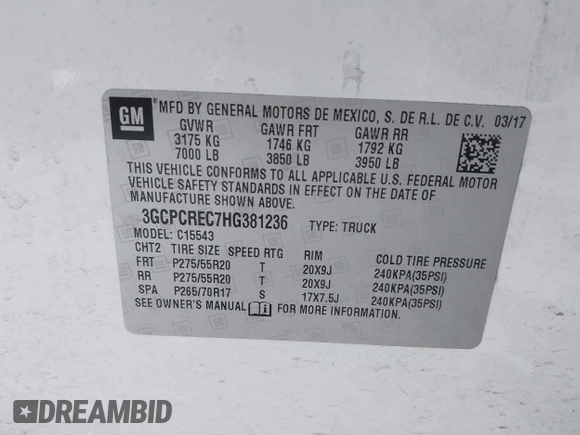 GM
MFD BY GENERAL MOTORS DE MEXICO, S. DE R.L. DE C.V. 03/17
GVWR GAWR FRT GAWR RR
3175 KG 1746 KG 1792 KG
7000 LB 3850 LB 3950 LB
THIS VEHICLE CONFORMS TO ALL APPLICABLE U.S. FEDERAL MOTOR
VEHICLE SAFETY STANDARDS IN EFFECT ON THE DATE OF
MANUFACTURE SHOWN ABOVE.
3GCPCREC7HG381236 TYPE: TRUCK
MODEL: C15543
CHT2 TIRE SIZE SPEED RTG RIM COLD TIRE PRESSURE
FRT P275/55R20 T 20X9J 240KPA(35PSI)
RR P275/55R20 T 20X9J 240KPA(35PSI)
SPA P265/70R17 S 17X7.5J 240KPA(35PSI)
SEE OWNER'S MANUAL FOR MORE INFORMATION.
DREAMBID